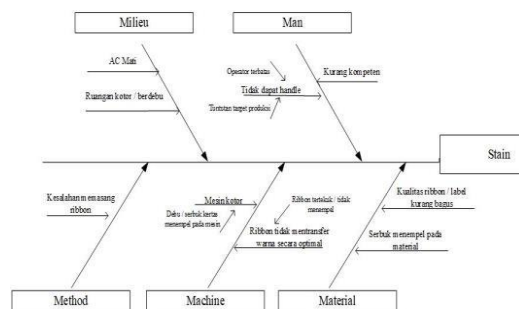 Milieu
Man
AC Mati
Ruangan kotor / berdebu
Operator terbatas
Tidak dapat handle
Tuntutan target produksi
Kurang kompeten
Stain
Kesalahan memasang
ribbon
Mesin kotor
Debu / serbuk kertas
menempel pada mesin
Ribbon tertekuk / tidak
menempel
Ribbon tidak mentransfer
warna secara optimal
Kualitas ribbon / label
kurang bagus
Serbuk menempel pada
material
Method
Machine
Material